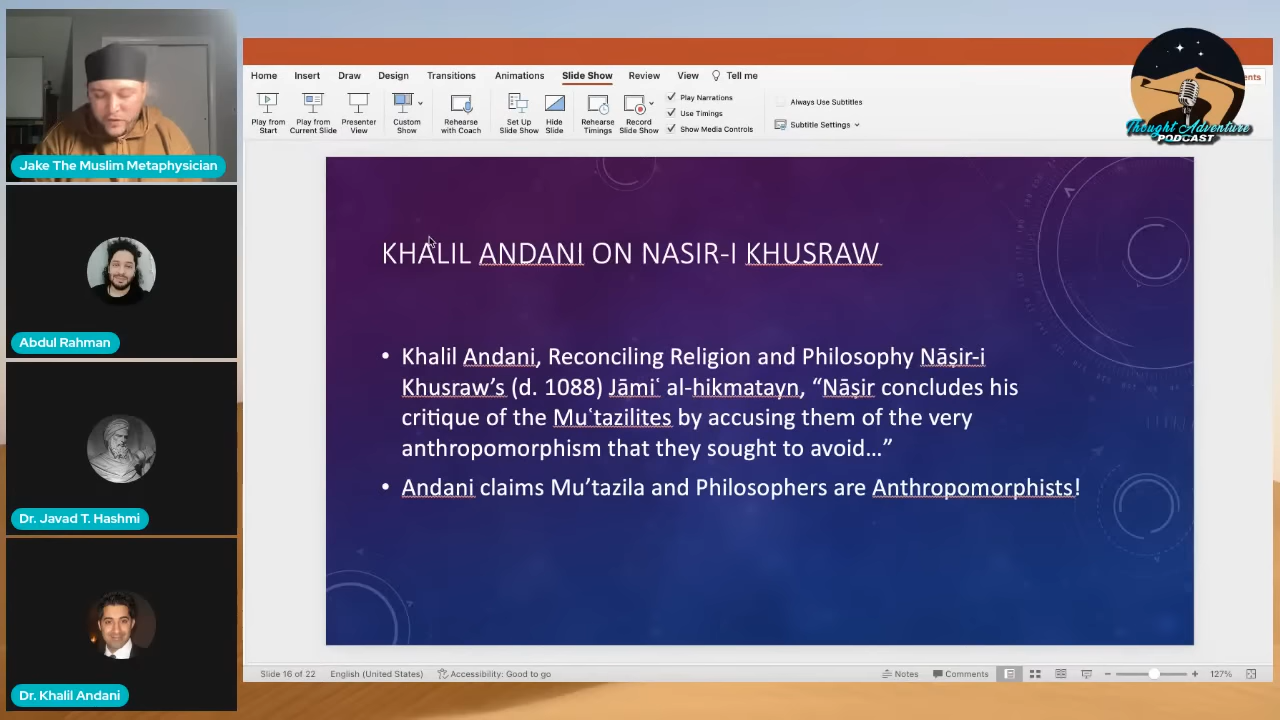 Jake The Muslim Metaphysician
Abdul Rahman
Dr. Javad T. Hashmi
Dr. Khalil Andani
Home Insert Draw Design Transitions Animations Slide Show Review View Tell me
Play from Start
Play from Current Slide
Presenter View
Custom Show
Rehearse with Coach
Set Up Slide Show
Hide Slide
Rehearse Timings
Record Slide Show
Play Narrations
Use Timings
Show Media Controls
Always Use Subtitles
Subtitle Settings
Thought Adventure
PODCAST
KHALIL ANDANI ON NASIR-I KHUSRAW
• Khalil Andani, Reconciling Religion and Philosophy Nāṣir-i
Khusraw’s (d. 1088) Jāmiʿ al-hikmatayn, “Nāṣir concludes his
critique of the Muʿtazilites by accusing them of the very
anthropomorphism that they sought to avoid…”
• Andani claims Mu’tazila and Philosophers are Anthropomorphists!
Slide 16 of 22 English (United States) Accessibility: Good to go Notes Comments 127%